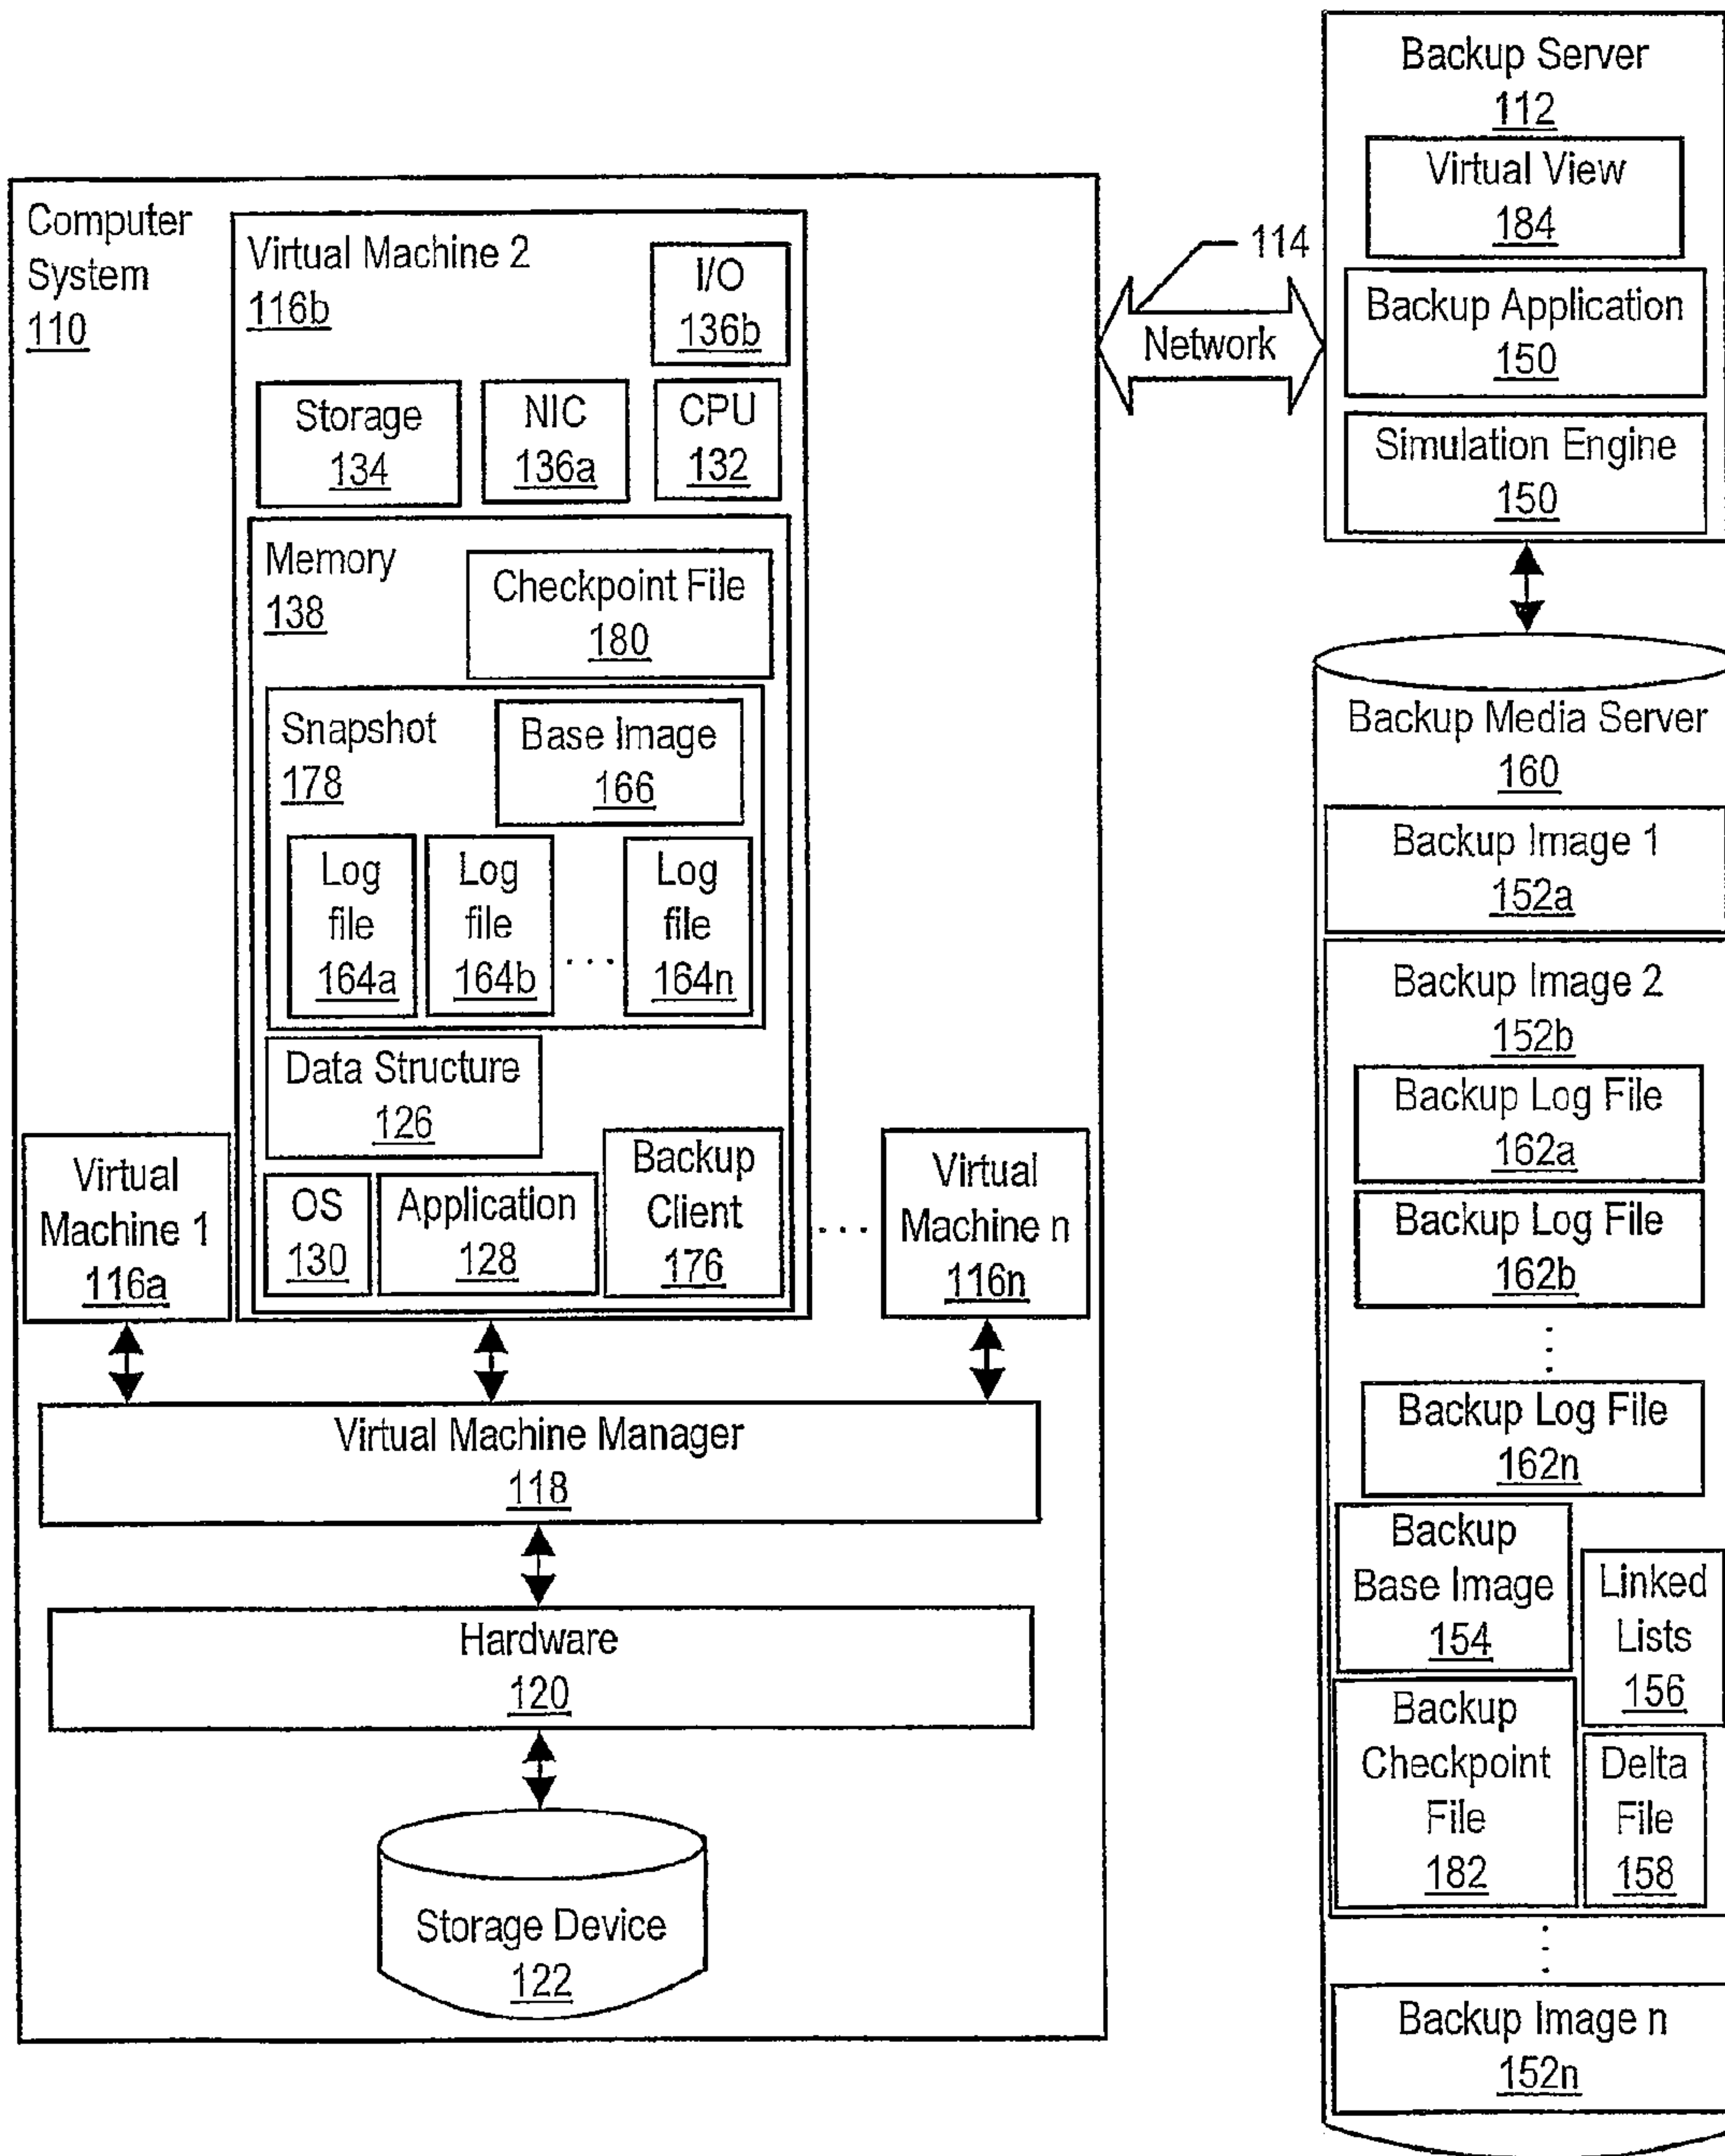 Computer
System
110
Virtual Machine 2
116b
I/O
136b
Storage
134
NIC
136a
CPU
132
Memory
138
Checkpoint File
180
Snapshot
178
Base Image
166
Log
file
164a
Log
file
164b
...
Log
file
164n
Data Structure
126
OS
130
Application
128
Backup
Client
176
Virtual
Machine 1
116a
...
Virtual
Machine n
116n
Virtual Machine Manager
118
Hardware
120
Storage Device
122
114
Network
Backup Server
112
Virtual View
184
Backup Application
150
Simulation Engine
150
Backup Media Server
160
Backup Image 1
152a
Backup Image 2
152b
Backup Log File
162a
Backup Log File
162b
...
Backup Log File
162n
Backup
Base Image
154
Linked
Lists
156
Backup
Checkpoint
File
182
Delta
File
158
...
Backup Image n
152n